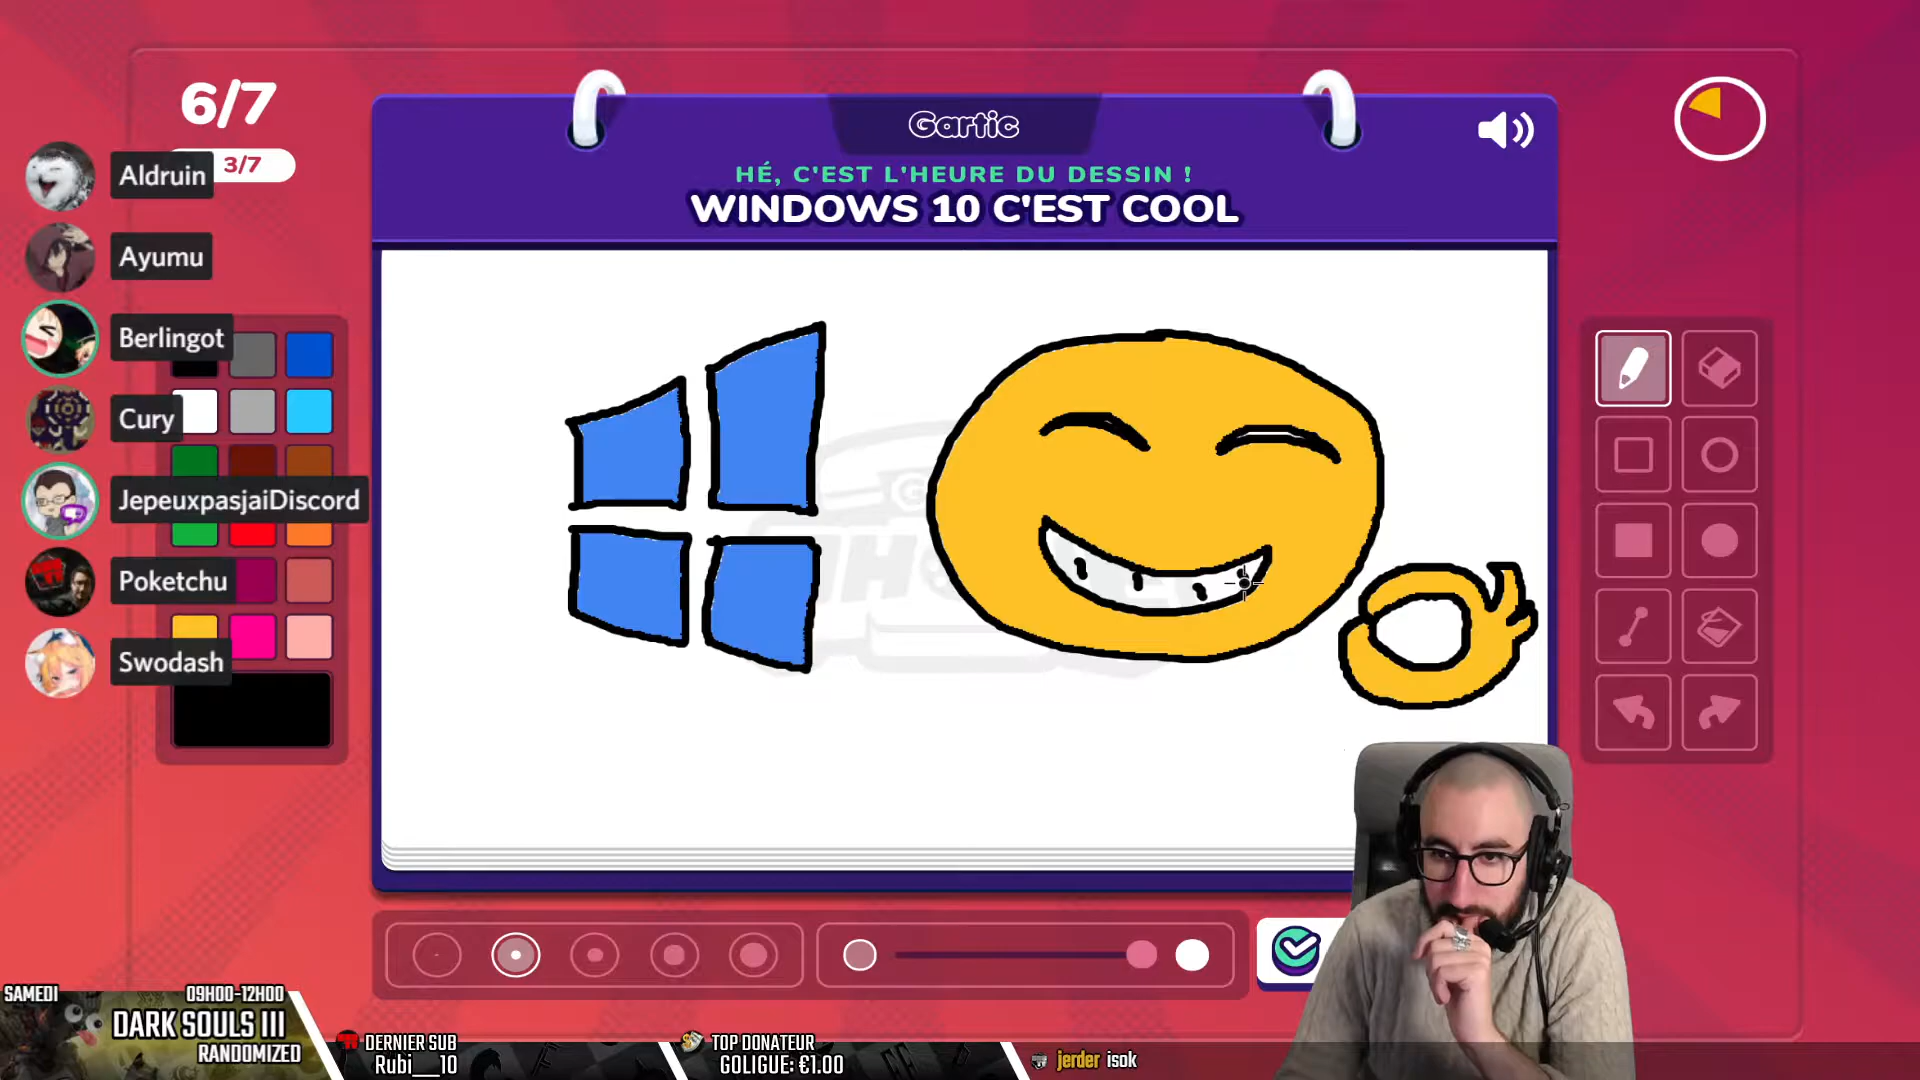 6/7
3/7
Gartic
HÉ, C'EST L'HEURE DU DESSIN !
WINDOWS 10 C'EST COOL
Aldruin
Ayumu
Berlingot
Cury
JepeuxpasjaiDiscord
Poketchu
Swodash
SAMEDI
09H00-12H00
DARK SOULS III
RANDOMIZED
DERNIER SUB
Rubi__10
TOP DONATEUR
GOLIGUE: €1.00
jerder isok